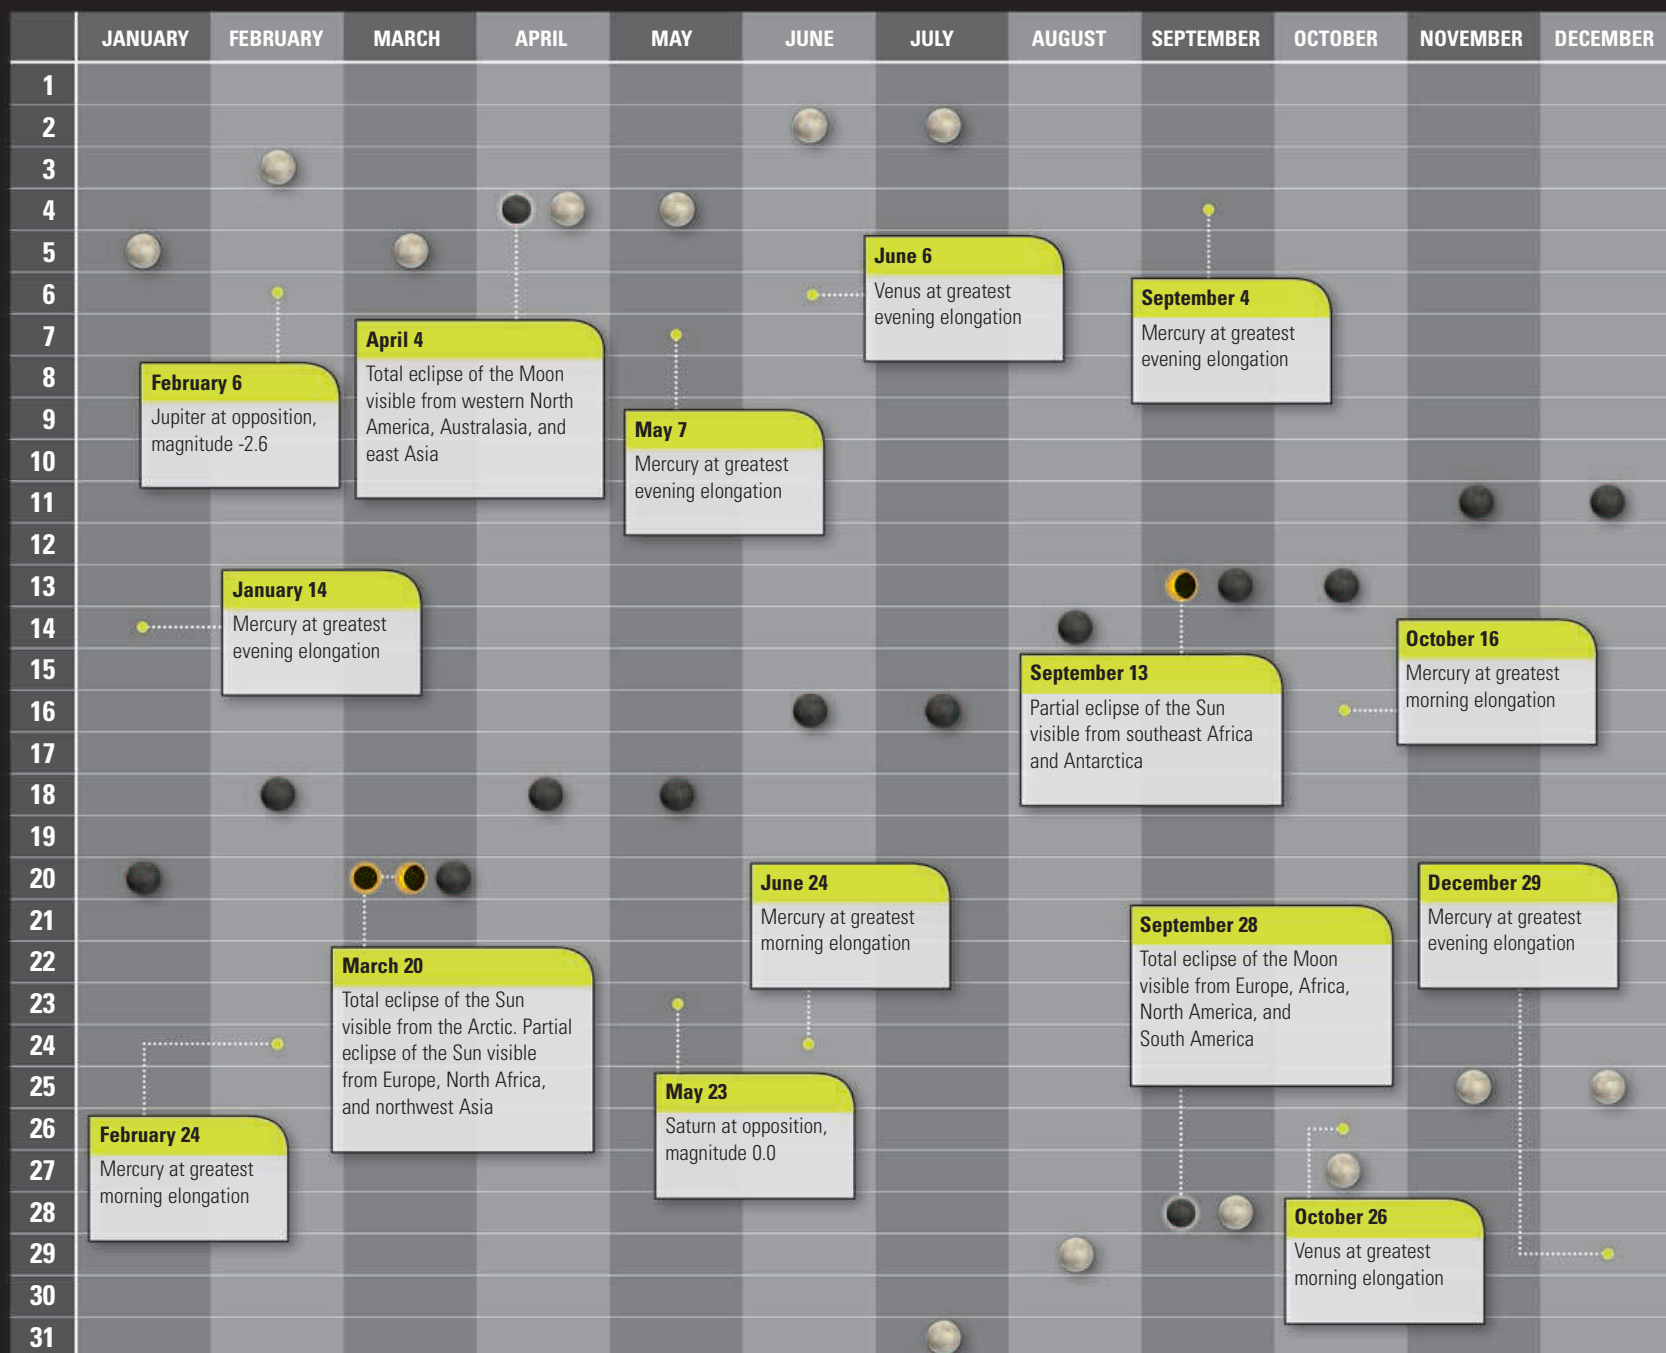 JANUARY FEBRUARY MARCH APRIL MAY JUNE JULY AUGUST SEPTEMBER OCTOBER NOVEMBER DECEMBER
1
2
3
4
5
6
7
8
9
10
11
12
13
14
15
16
17
18
19
20
21
22
23
24
25
26
27
28
29
30
31
February 6
Jupiter at opposition,
magnitude -2.6
April 4
Total eclipse of the Moon
visible from western North
America, Australasia, and
east Asia
May 7
Mercury at greatest
evening elongation
June 6
Venus at greatest
evening elongation
September 4
Mercury at greatest
evening elongation
January 14
Mercury at greatest
evening elongation
September 13
Partial eclipse of the Sun
visible from southeast Africa
and Antarctica
October 16
Mercury at greatest
morning elongation
February 24
Mercury at greatest
morning elongation
March 20
Total eclipse of the Sun
visible from the Arctic. Partial
eclipse of the Sun visible
from Europe, North Africa,
and northwest Asia
June 24
Mercury at greatest
morning elongation
May 23
Saturn at opposition,
magnitude 0.0
September 28
Total eclipse of the Moon
visible from Europe, Africa,
North America, and
South America
December 29
Mercury at greatest
evening elongation
October 26
Venus at greatest
morning elongation